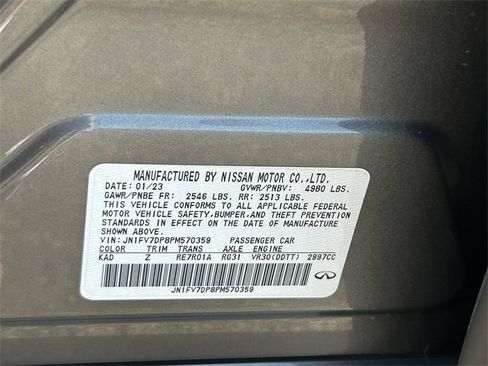 MANUFACTURED BY NISSAN MOTOR CO.,LTD.
DATE: 01/23 GVWR/PNBV: 4980 LBS.
GAWR/PNBE FR: 2546 LBS. RR: 2513 LBS.
THIS VEHICLE CONFORMS TO ALL APPLICABLE FEDERAL
MOTOR VEHICLE SAFETY,BUMPER,AND THEFT PREVENTION
STANDARDS IN EFFECT ON THE DATE OF MANUFACTURE
SHOWN ABOVE.
VIN: JN1FV7DP8PM570359 PASSENGER CAR
COLOR TRIM TRANS AXLE ENGINE
KAD Z RE7R01A RG31 VR30(DDTT) 2997CC
INFINITI
JN1FV7DP8PM570359